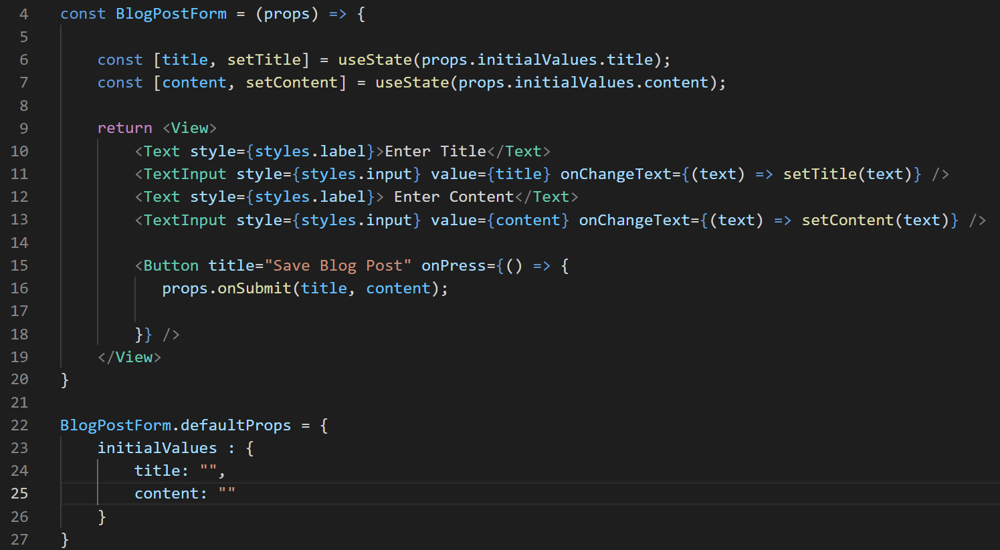 4 const BlogPostForm = (props) => {
5
6     const [title, setTitle] = useState(props.initialValues.title);
7     const [content, setContent] = useState(props.initialValues.content);
8
9     return <View>
10         <Text style={styles.label}>Enter Title</Text>
11         <TextInput style={styles.input} value={title} onChangeText={(text) => setTitle(text)} />
12         <Text style={styles.label}> Enter Content</Text>
13         <TextInput style={styles.input} value={content} onChangeText={(text) => setContent(text)} />
14
15         <Button title="Save Blog Post" onPress={() => {
16            props.onSubmit(title, content);
17
18         }} />
19     </View>
20 }
21
22 BlogPostForm.defaultProps = {
23     initialValues : {
24         title: "",
25         content: ""
26     }
27 }